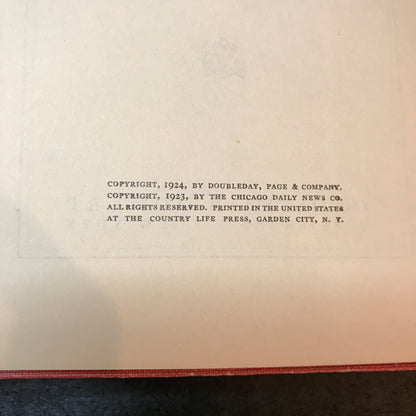 COPYRIGHT, 1924, BY DOUBLEDAY, PAGE & COMPANY.
COPYRIGHT, 1923, BY THE CHICAGO DAILY NEWS CO.
ALL RIGHTS RESERVED. PRINTED IN THE UNITED STATES
AT THE COUNTRY LIFE PRESS, GARDEN CITY, N. Y.